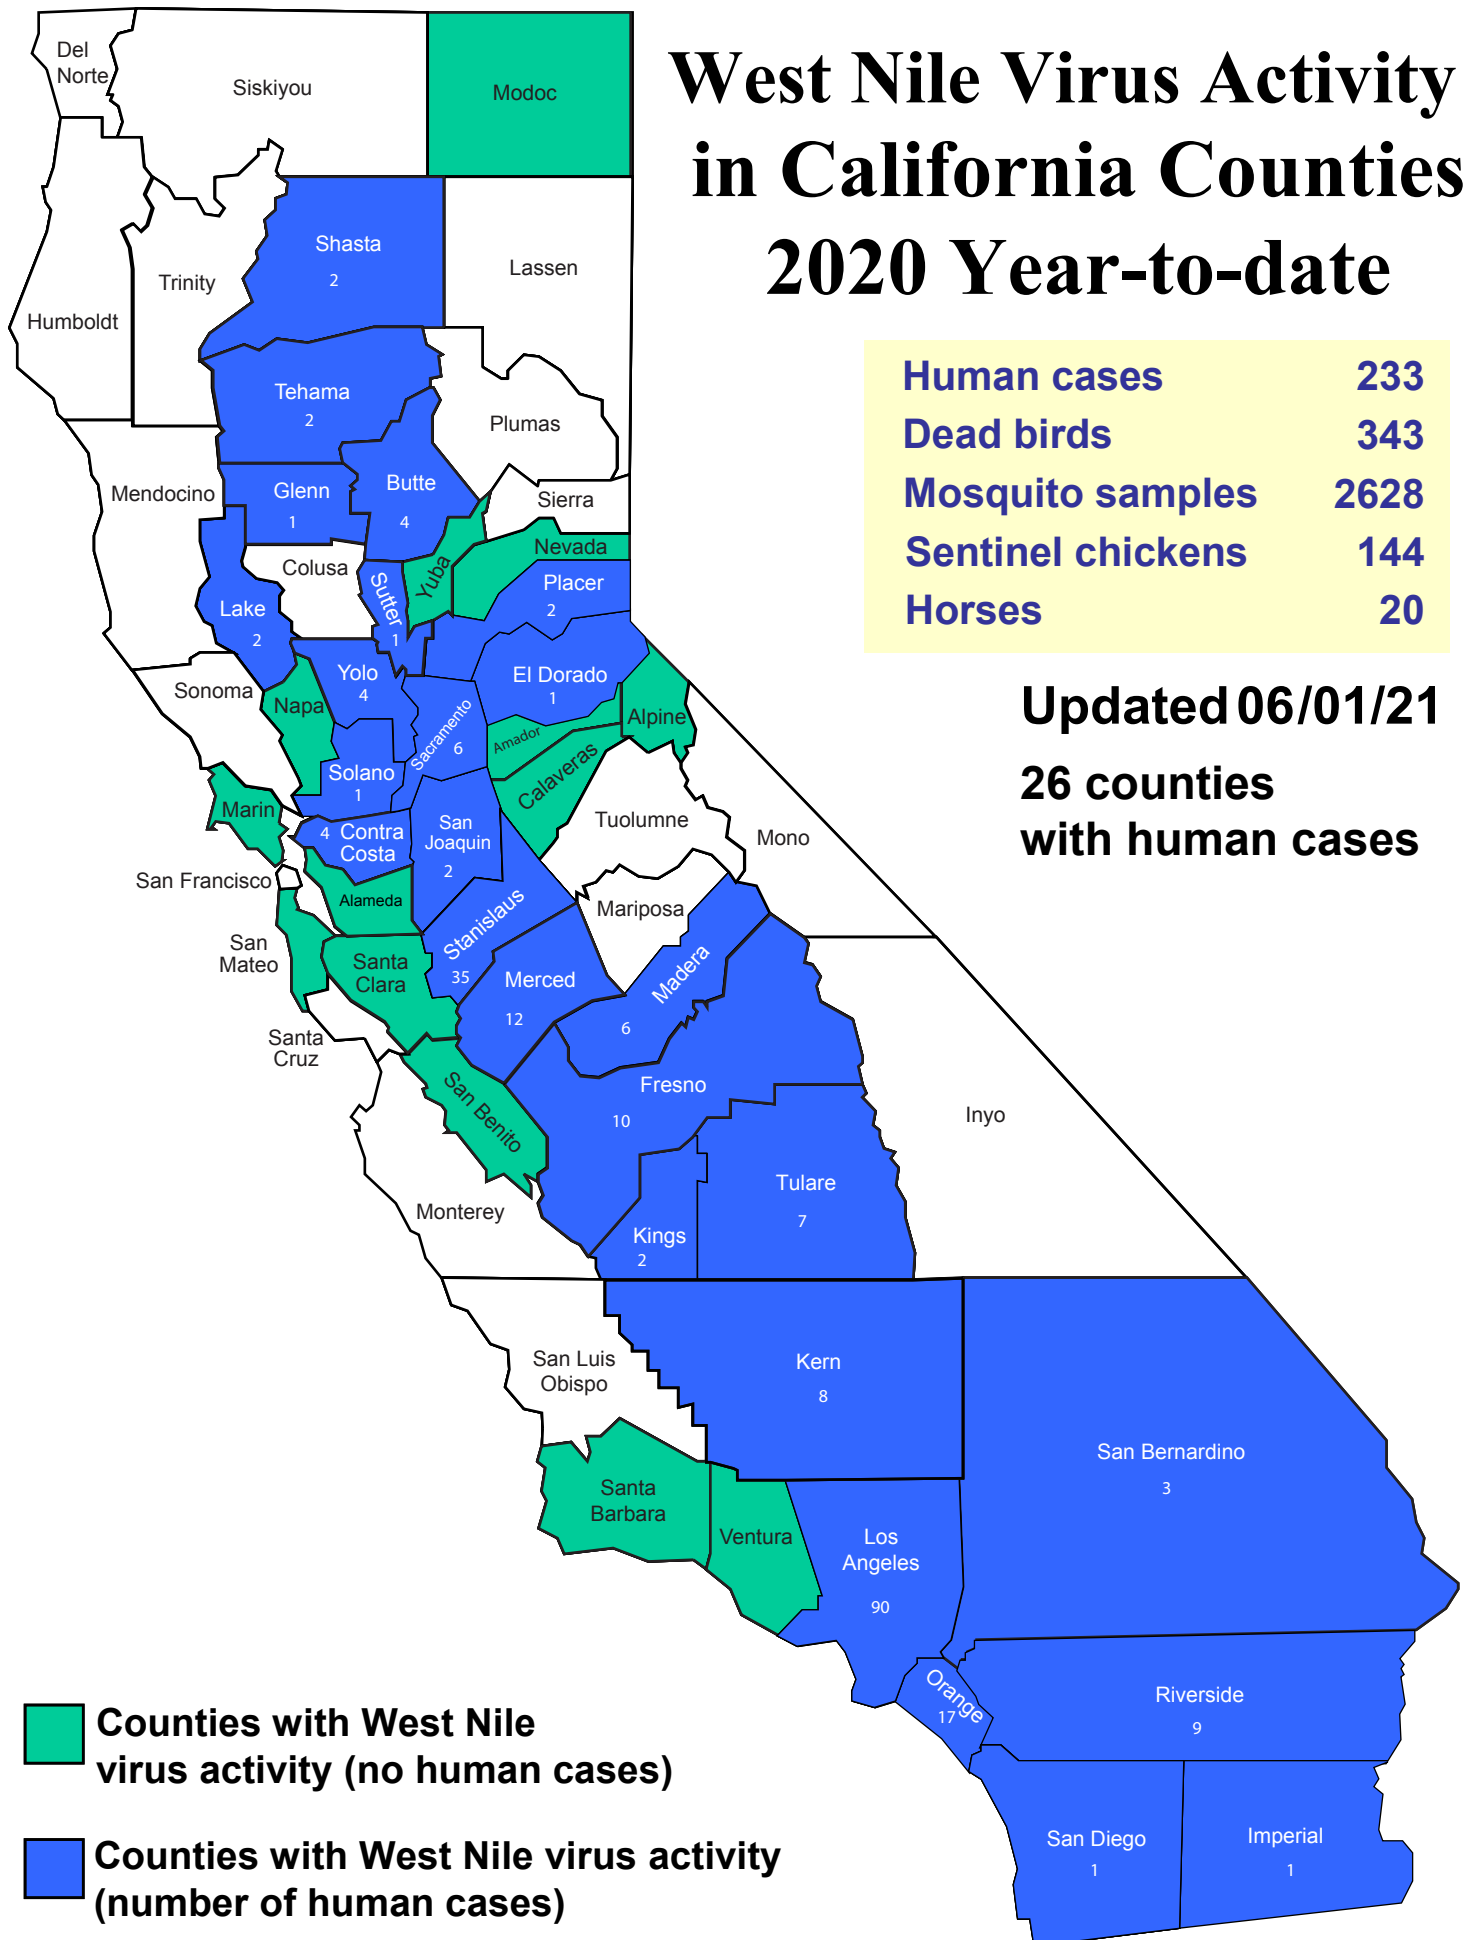 West Nile Virus Activity
in California Counties
2020 Year-to-date
Human cases 233
Dead birds 343
Mosquito samples 2628
Sentinel chickens 144
Horses 20
Updated 06/01/21
26 counties
with human cases
Del
Norte
Siskiyou
Modoc
Shasta
2
Lassen
Trinity
Humboldt
Tehama
2
Plumas
Mendocino
Glenn
1
Butte
4
Sierra
Nevada
Yuba
Colusa
Sutter
1
Placer
2
Lake
2
Yolo
4
El Dorado
1
Sonoma
Napa
Sacramento
6
Amador
Alpine
Solano
1
Calaveras
Marin
4 Contra
Costa
San
Joaquin
2
Tuolumne
Mono
San Francisco
Alameda
Stanislaus
35
Mariposa
San
Mateo
Santa
Clara
Merced
12
Madera
6
Santa
Cruz
San Benito
Fresno
10
Inyo
Monterey
Kings
2
Tulare
7
San Luis
Obispo
Kern
8
San Bernardino
3
Santa
Barbara
Ventura
Los
Angeles
90
Orange
17
Riverside
9
San Diego
1
Imperial
1
Counties with West Nile
virus activity (no human cases)
Counties with West Nile virus activity
(number of human cases)